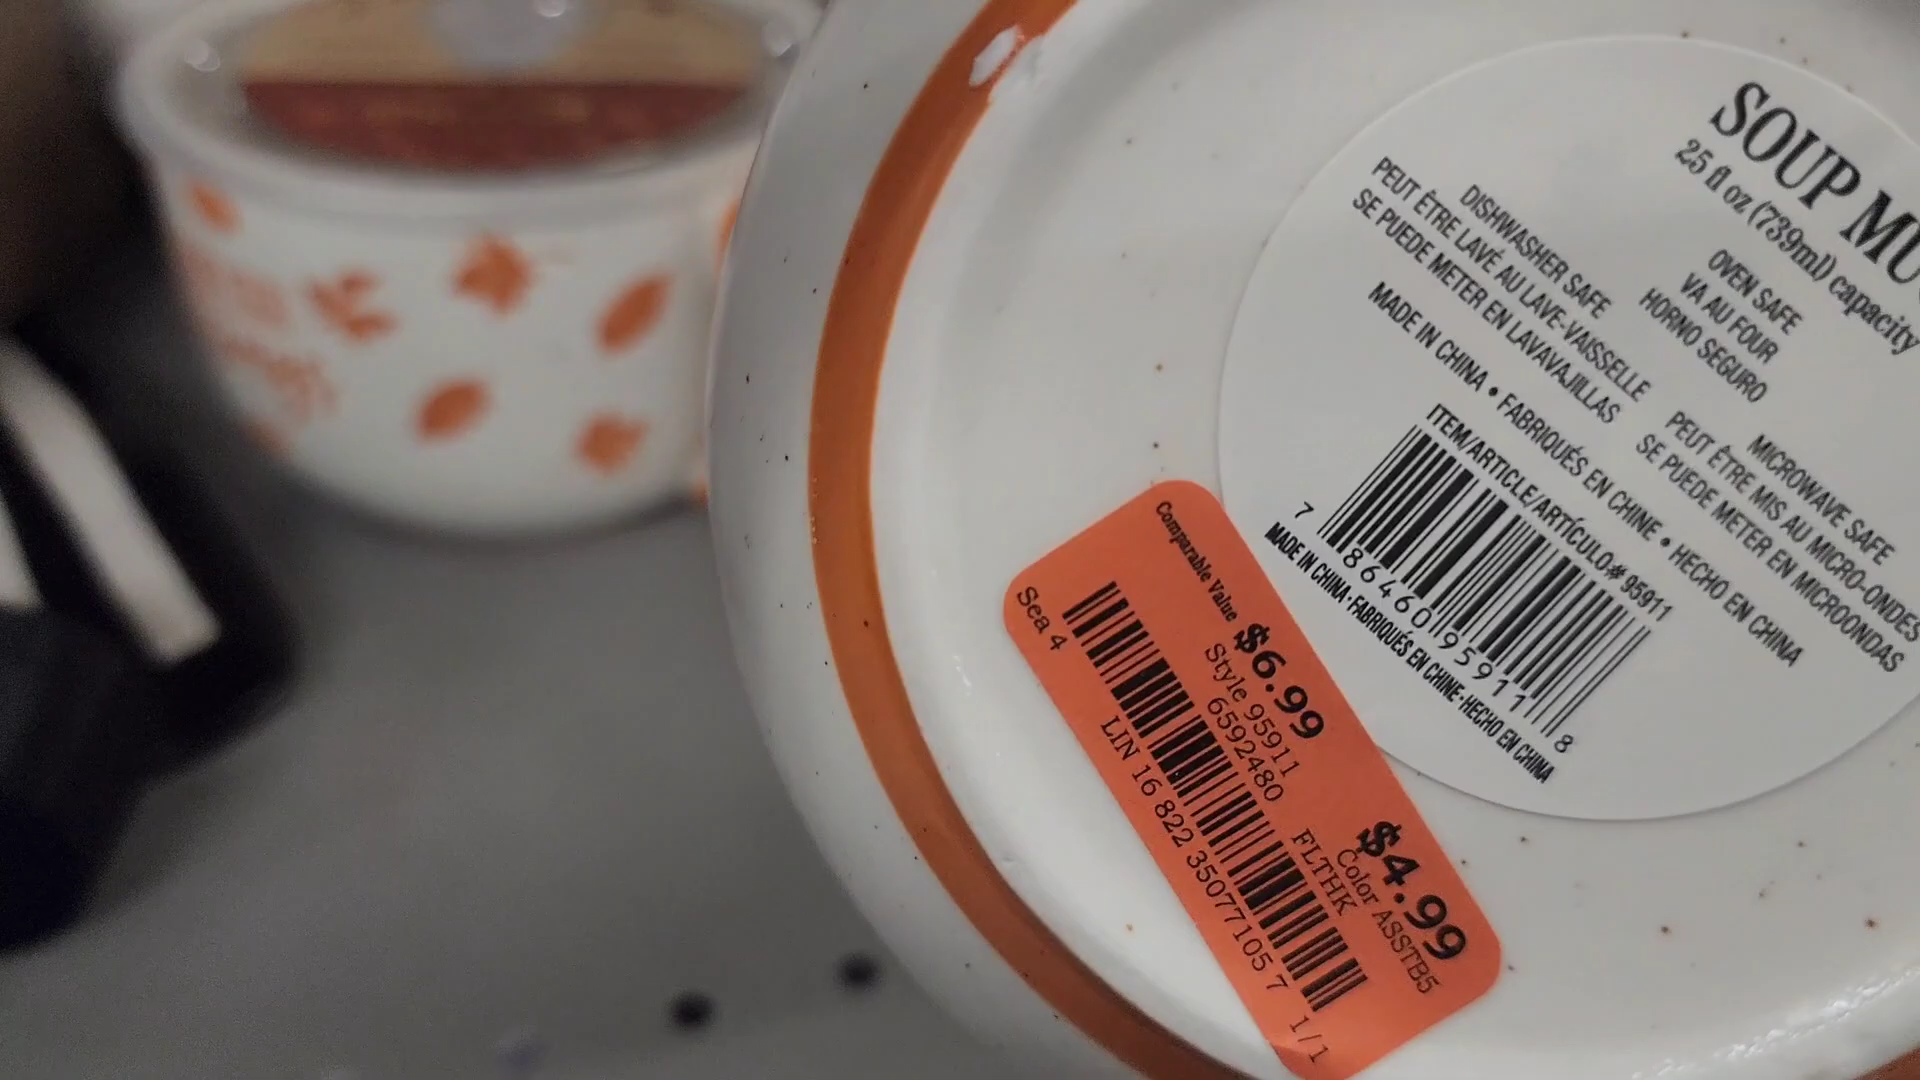 SOUP MU
25 fl oz (739ml) capacity
DISHWASHER SAFE
PEUT ÊTRE LAVÉ AU LAVE-VAISSELLE
SE PUEDE METER EN LAVAVAJILLAS
OVEN SAFE
VA AU FOUR
HORNO SEGURO
MICROWAVE SAFE
PEUT ÊTRE MIS AU MICRO-ONDES
SE PUEDE METER EN MICROONDAS
MADE IN CHINA • FABRIQUÉS EN CHINE • HECHO EN CHINA
ITEM/ARTICLE/ARTÍCULO# 95911
7 86460 95911 8
MADE IN CHINA·FABRIQUÉS EN CHINE·HECHO EN CHINA
Comparable Value $6.99 $4.99
Style 95911 Color ASSTB5
6592480 FLTHK
Sea 4
LIN 16 822 35077105 7 1/1